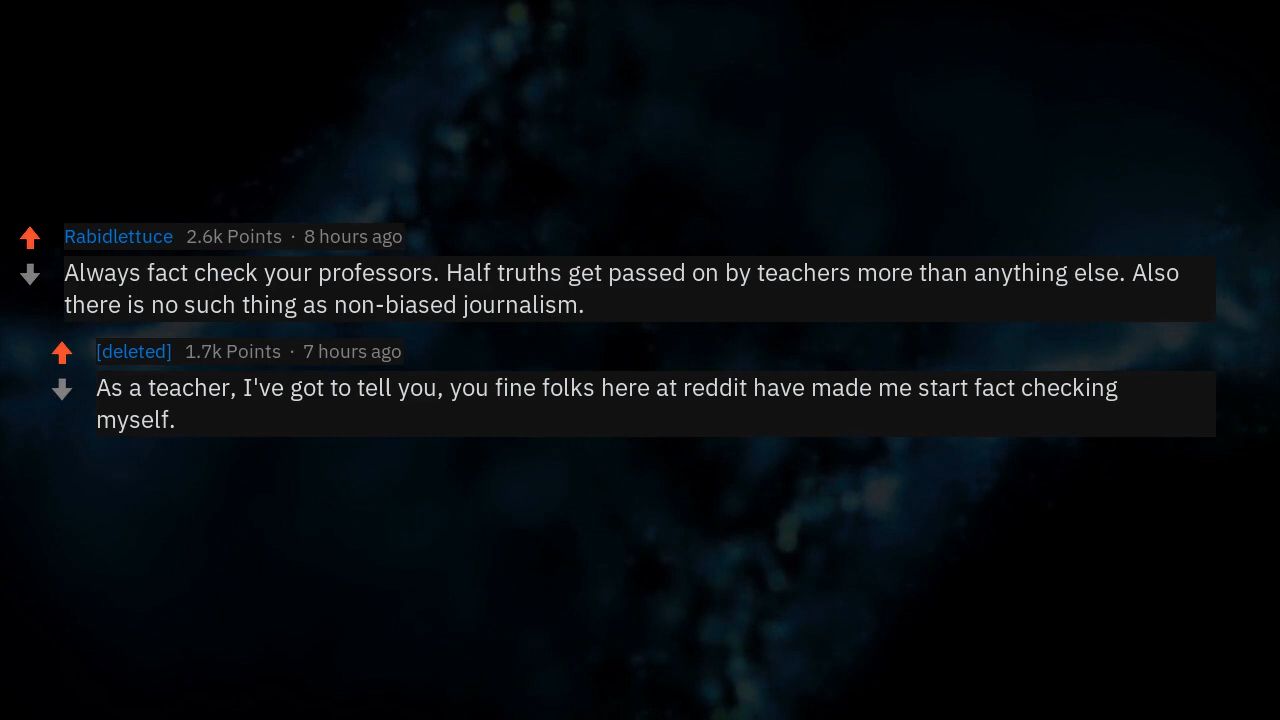 Rabidlettuce 2.6k Points · 8 hours ago
Always fact check your professors. Half truths get passed on by teachers more than anything else. Also
there is no such thing as non-biased journalism.
[deleted] 1.7k Points · 7 hours ago
As a teacher, I've got to tell you, you fine folks here at reddit have made me start fact checking
myself.